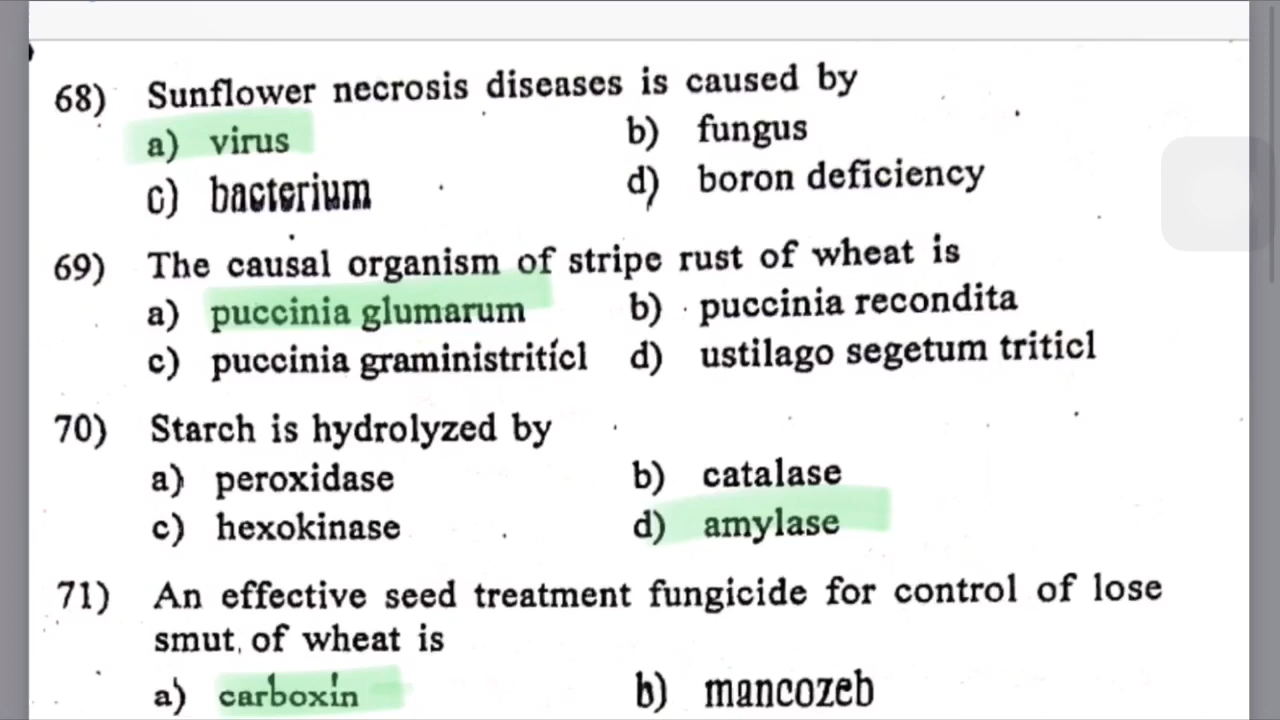 68) Sunflower necrosis diseases is caused by
a) virus b) fungus
c) bacterium d) boron deficiency
69) The causal organism of stripe rust of wheat is
a) puccinia glumarum b) puccinia recondita
c) puccinia graministriticl d) ustilago segetum triticl
70) Starch is hydrolyzed by
a) peroxidase b) catalase
c) hexokinase d) amylase
71) An effective seed treatment fungicide for control of lose
smut, of wheat is
a) carboxin b) mancozeb